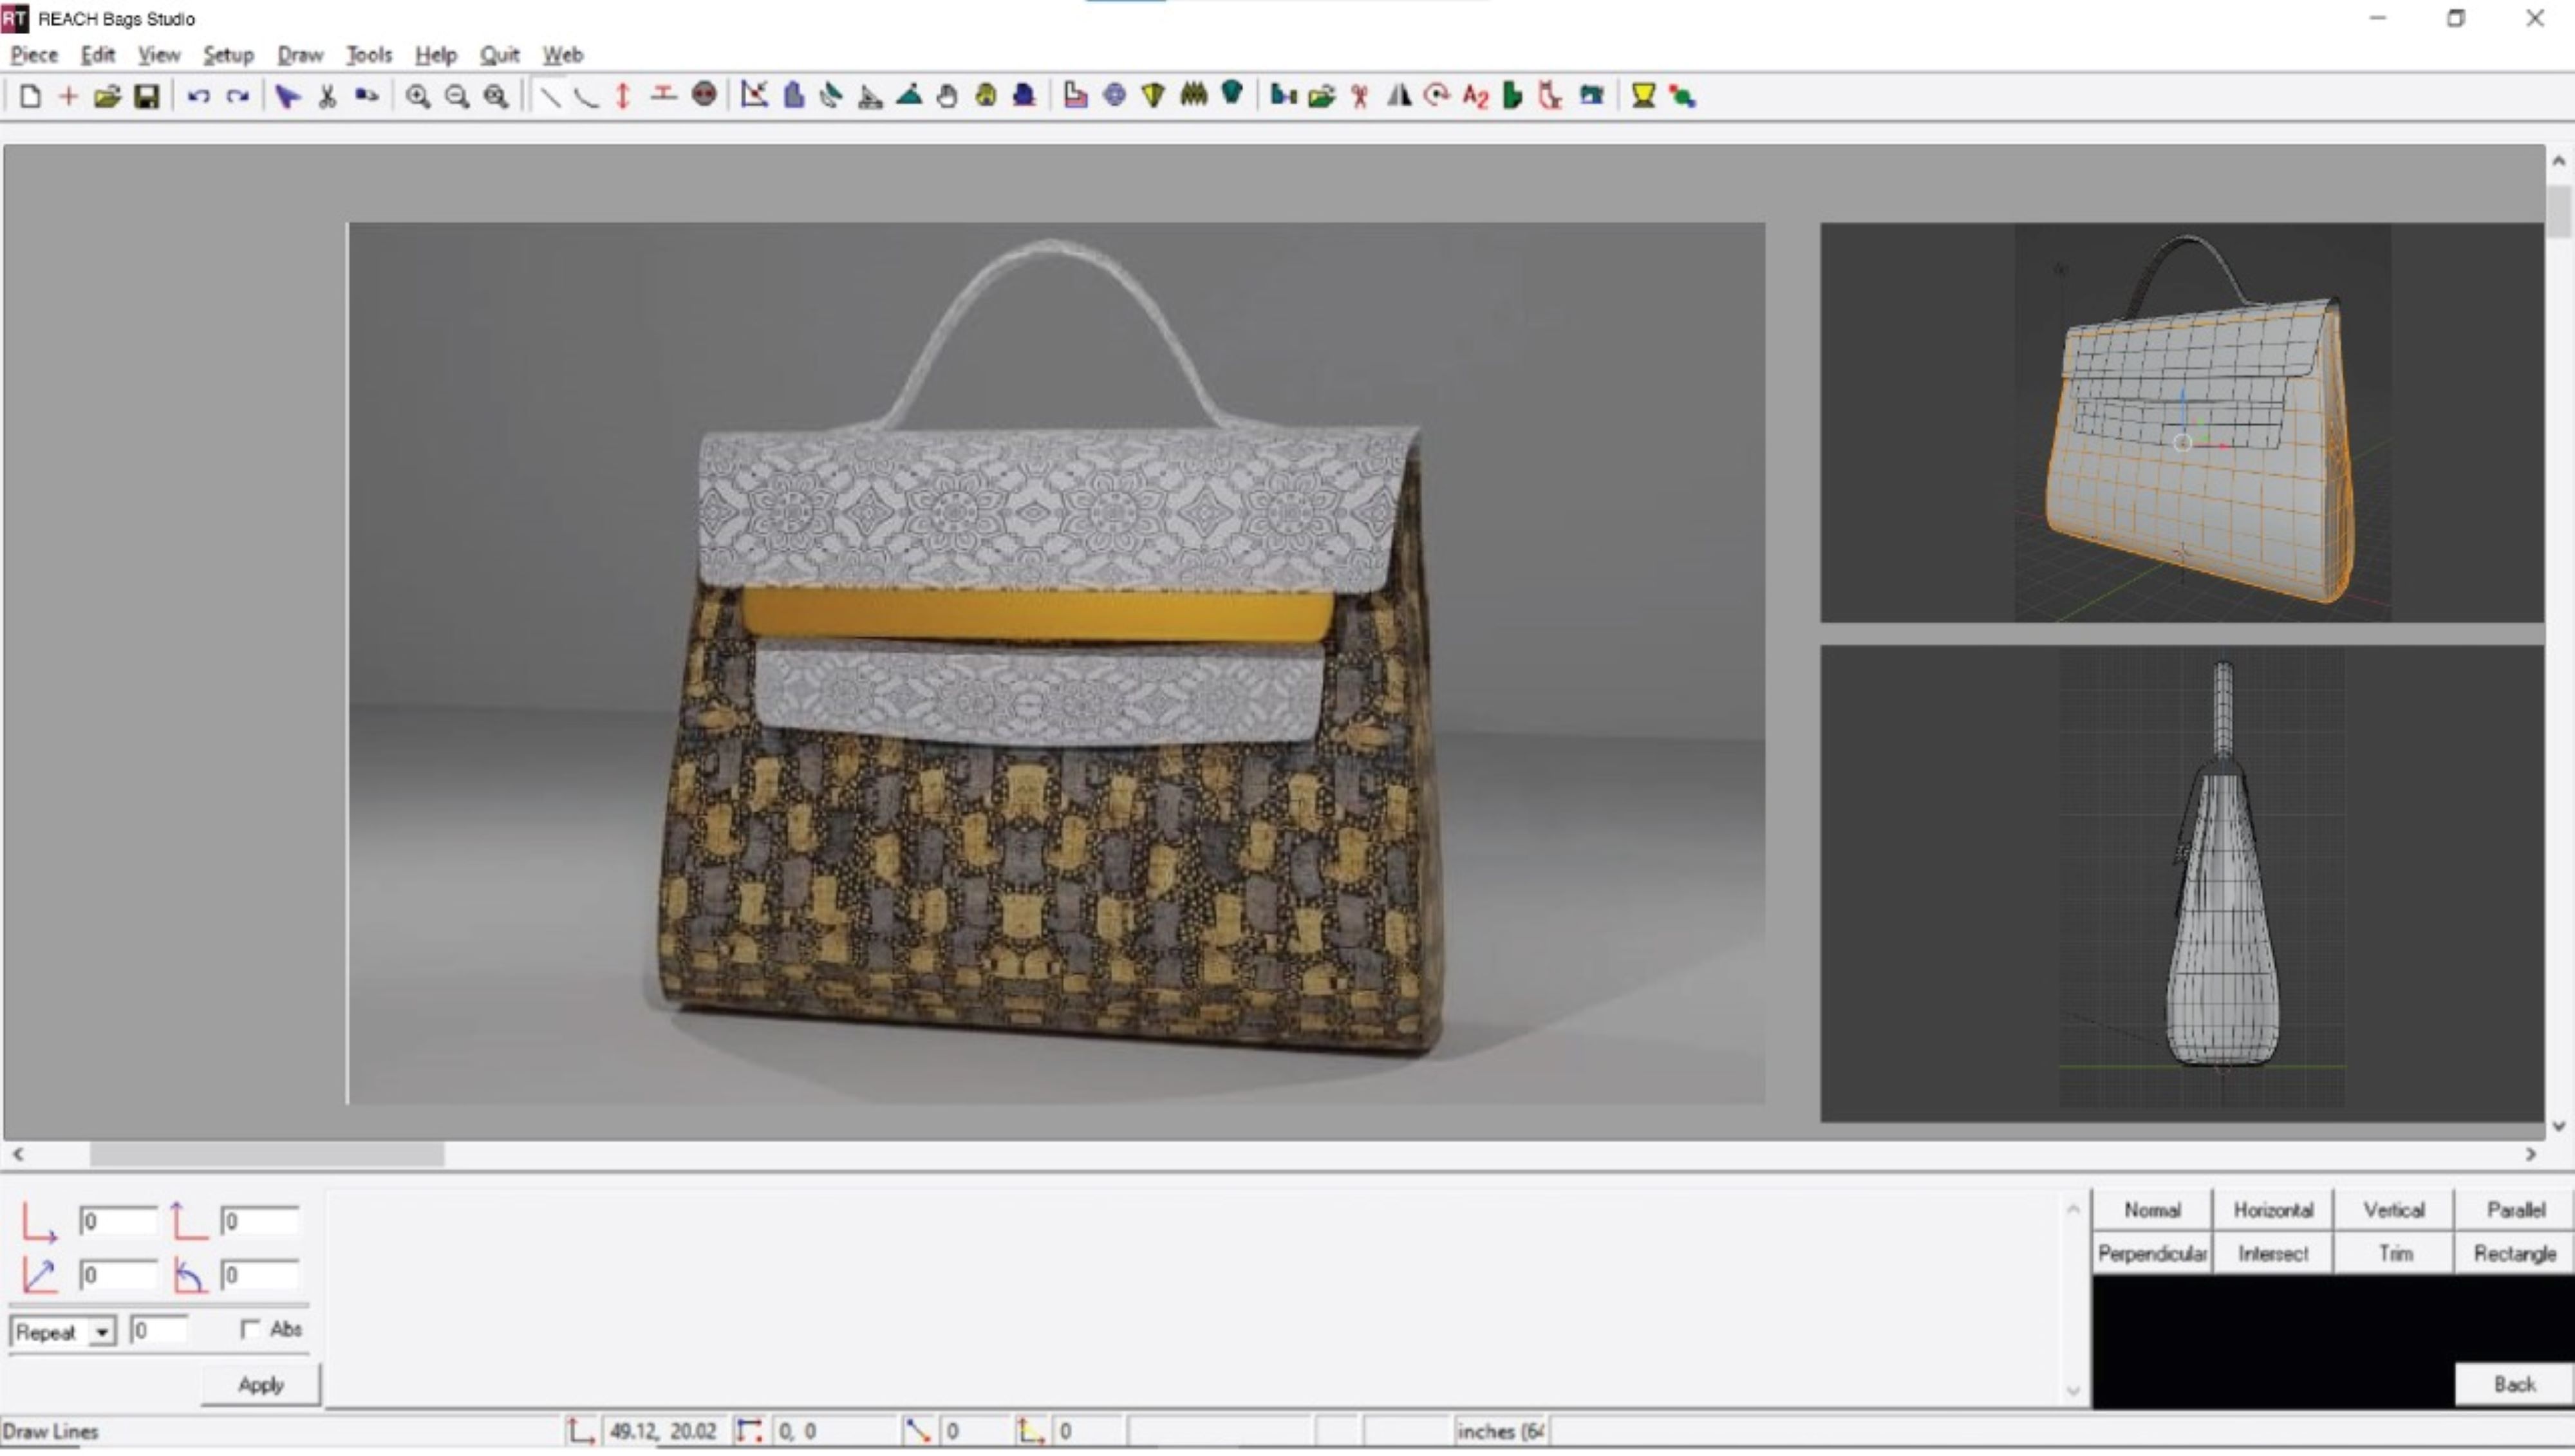 RT REACH Bags Studio
Piece Edit View Setup Draw Tools Help Quit Web
A2
0 0
0 0
Repeat 0 Abs
Apply
Normal Horizontal Vertical Parallel
Perpendicular Intersect Trim Rectangle
Back
Draw Lines 49.12, 20.02 0, 0 0 0 inches (64